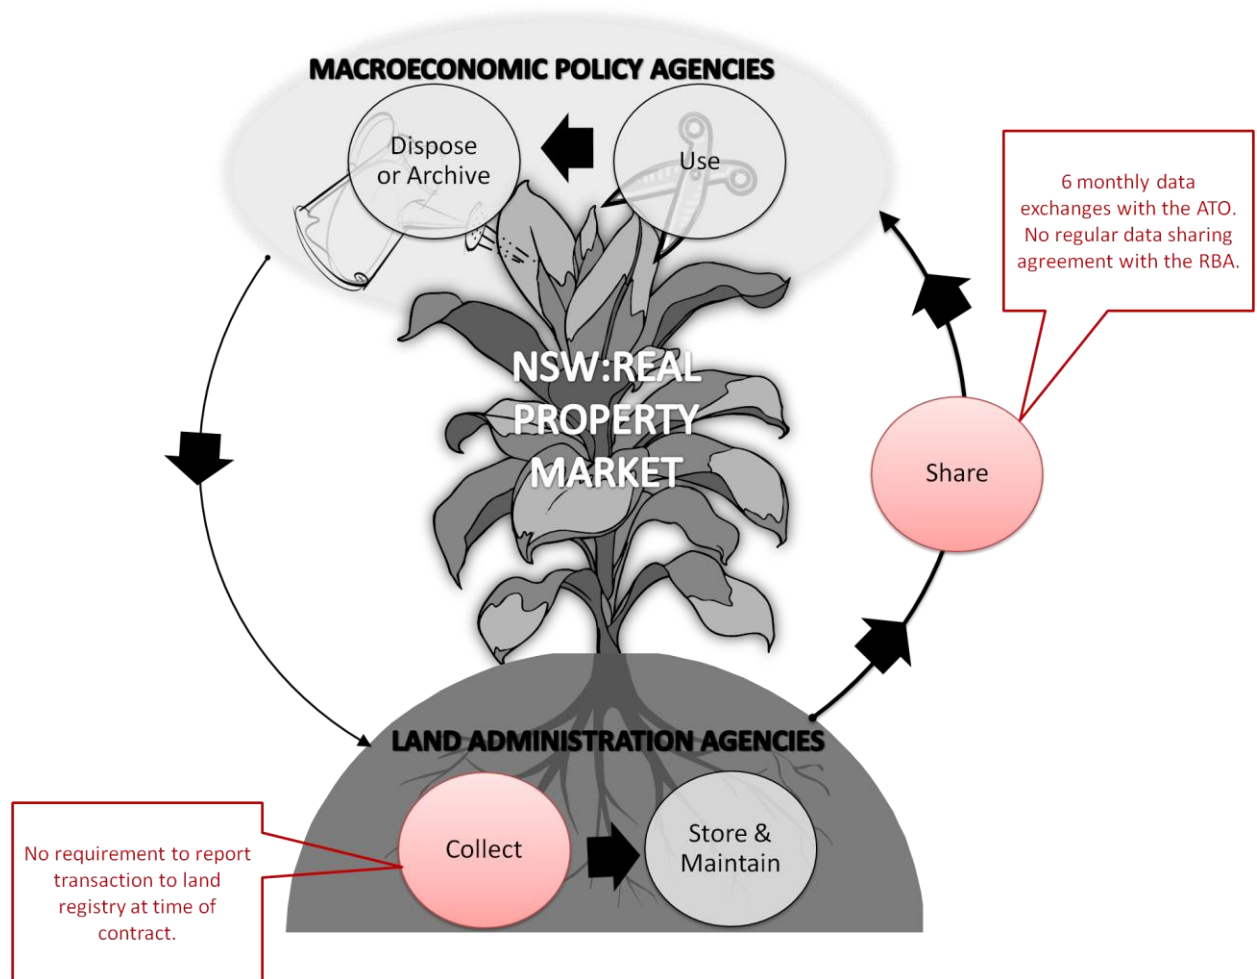 MACROECONOMIC POLICY AGENCIES
Dispose
or Archive
Use
6 monthly data
exchanges with the ATO.
No regular data sharing
agreement with the RBA.
NSW:REAL
PROPERTY
MARKET
Share
LAND ADMINISTRATION AGENCIES
Collect
Store &
Maintain
No requirement to report
transaction to land
registry at time of
contract.